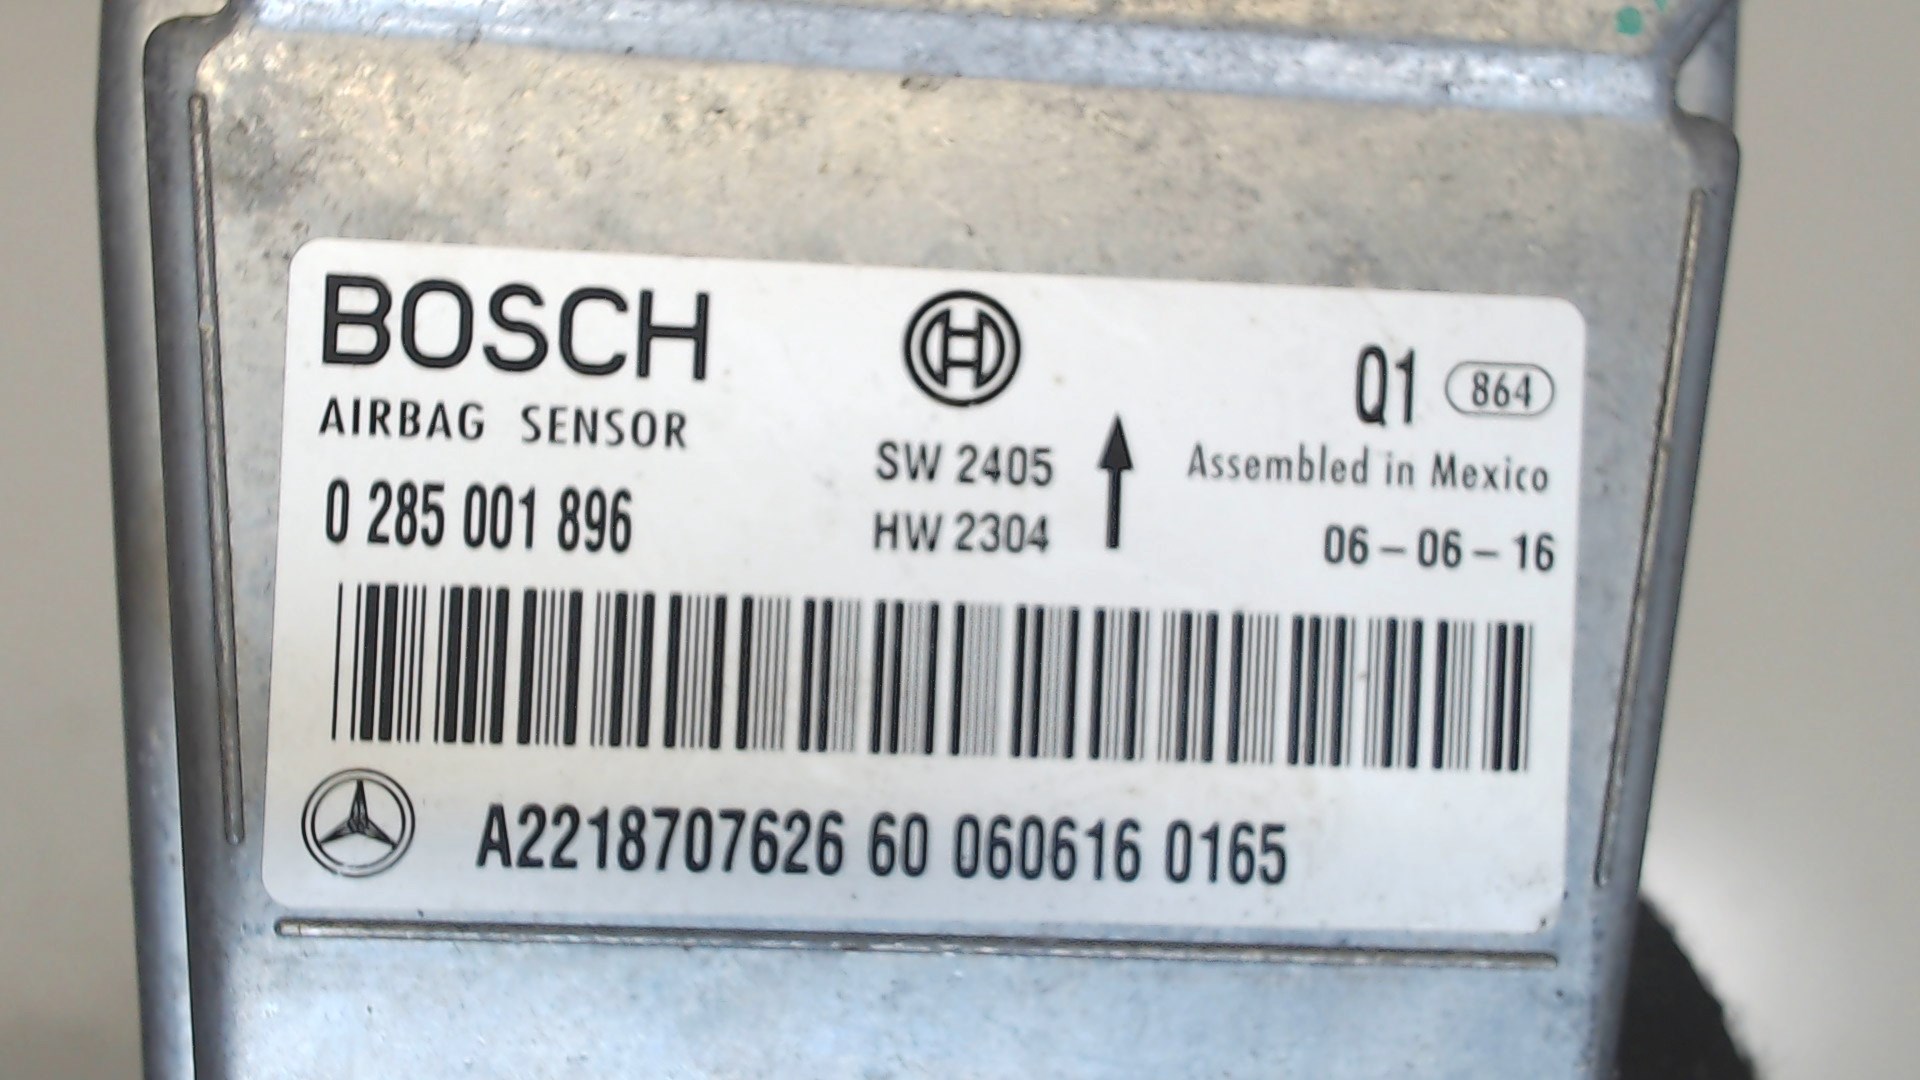 BOSCH
AIRBAG SENSOR
0 285 001 896
SW 2405
HW 2304
Q1 864
Assembled in Mexico
06-06-16
A2218707626 60 060616 0165